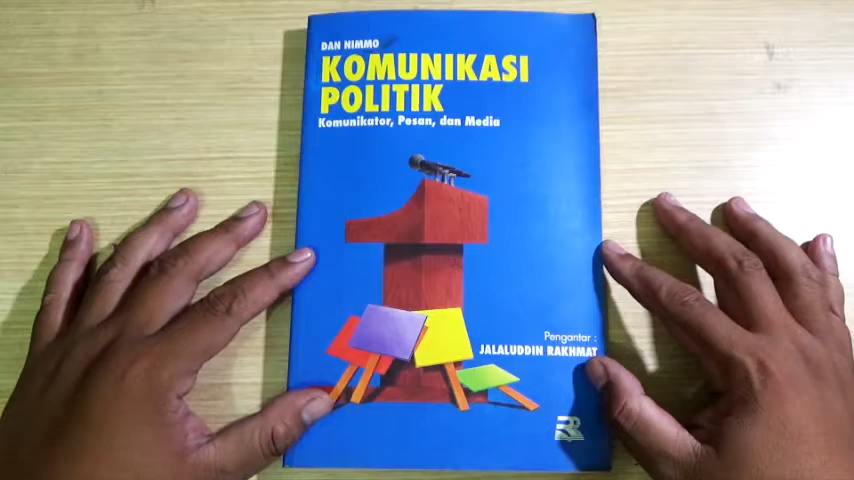 DAN NIMMO
KOMUNIKASI
POLITIK
Komunikator, Pesan, dan Media
Pengantar :
JALALUDDIN RAKHMAT